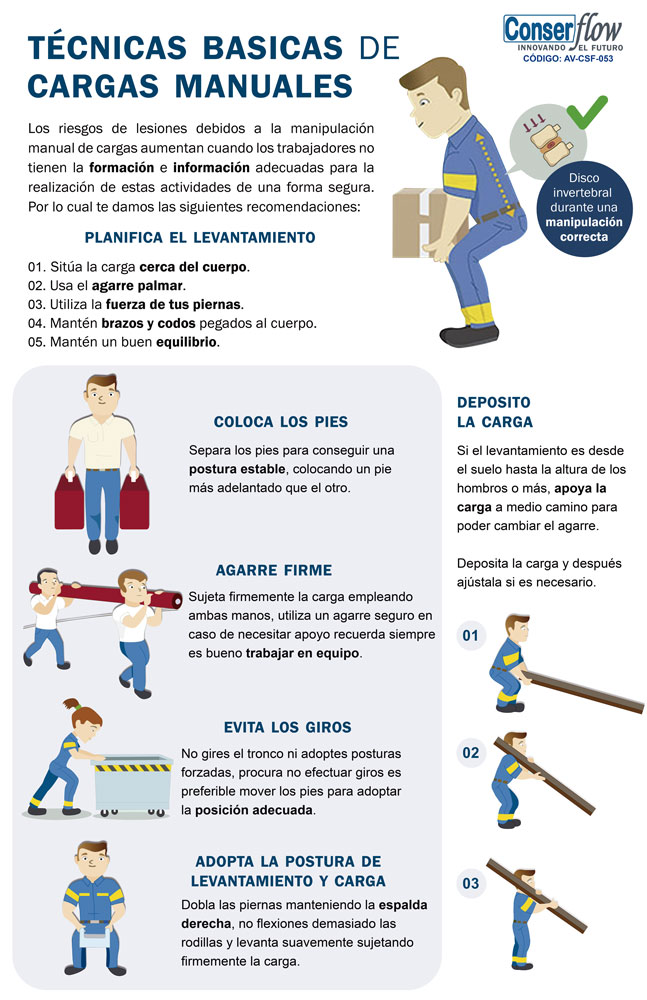 TÉCNICAS BASICAS DE
CARGAS MANUALES
Conserflow
INNOVANDO EL FUTURO
CÓDIGO: AV-CSF-053
Los riesgos de lesiones debidos a la manipulación
manual de cargas aumentan cuando los trabajadores no
tienen la formación e información adecuadas para la
realización de estas actividades de una forma segura.
Por lo cual te damos las siguientes recomendaciones:
Disco
invertebral
durante una
manipulación
correcta
PLANIFICA EL LEVANTAMIENTO
01. Sitúa la carga cerca del cuerpo.
02. Usa el agarre palmar.
03. Utiliza la fuerza de tus piernas.
04. Mantén brazos y codos pegados al cuerpo.
05. Mantén un buen equilibrio.
COLOCA LOS PIES
Separa los pies para conseguir una
postura estable, colocando un pie
más adelantado que el otro.
AGARRE FIRME
Sujeta firmemente la carga empleando
ambas manos, utiliza un agarre seguro en
caso de necesitar apoyo recuerda siempre
es bueno trabajar en equipo.
EVITA LOS GIROS
No gires el tronco ni adoptes posturas
forzadas, procura no efectuar giros es
preferible mover los pies para adoptar
la posición adecuada.
ADOPTA LA POSTURA DE
LEVANTAMIENTO Y CARGA
Dobla las piernas manteniendo la espalda
derecha, no flexiones demasiado las
rodillas y levanta suavemente sujetando
firmemente la carga.
DEPOSITO
LA CARGA
Si el levantamiento es desde
el suelo hasta la altura de los
hombros o más, apoya la
carga a medio camino para
poder cambiar el agarre.
Deposita la carga y después
ajústala si es necesario.
01
02
03